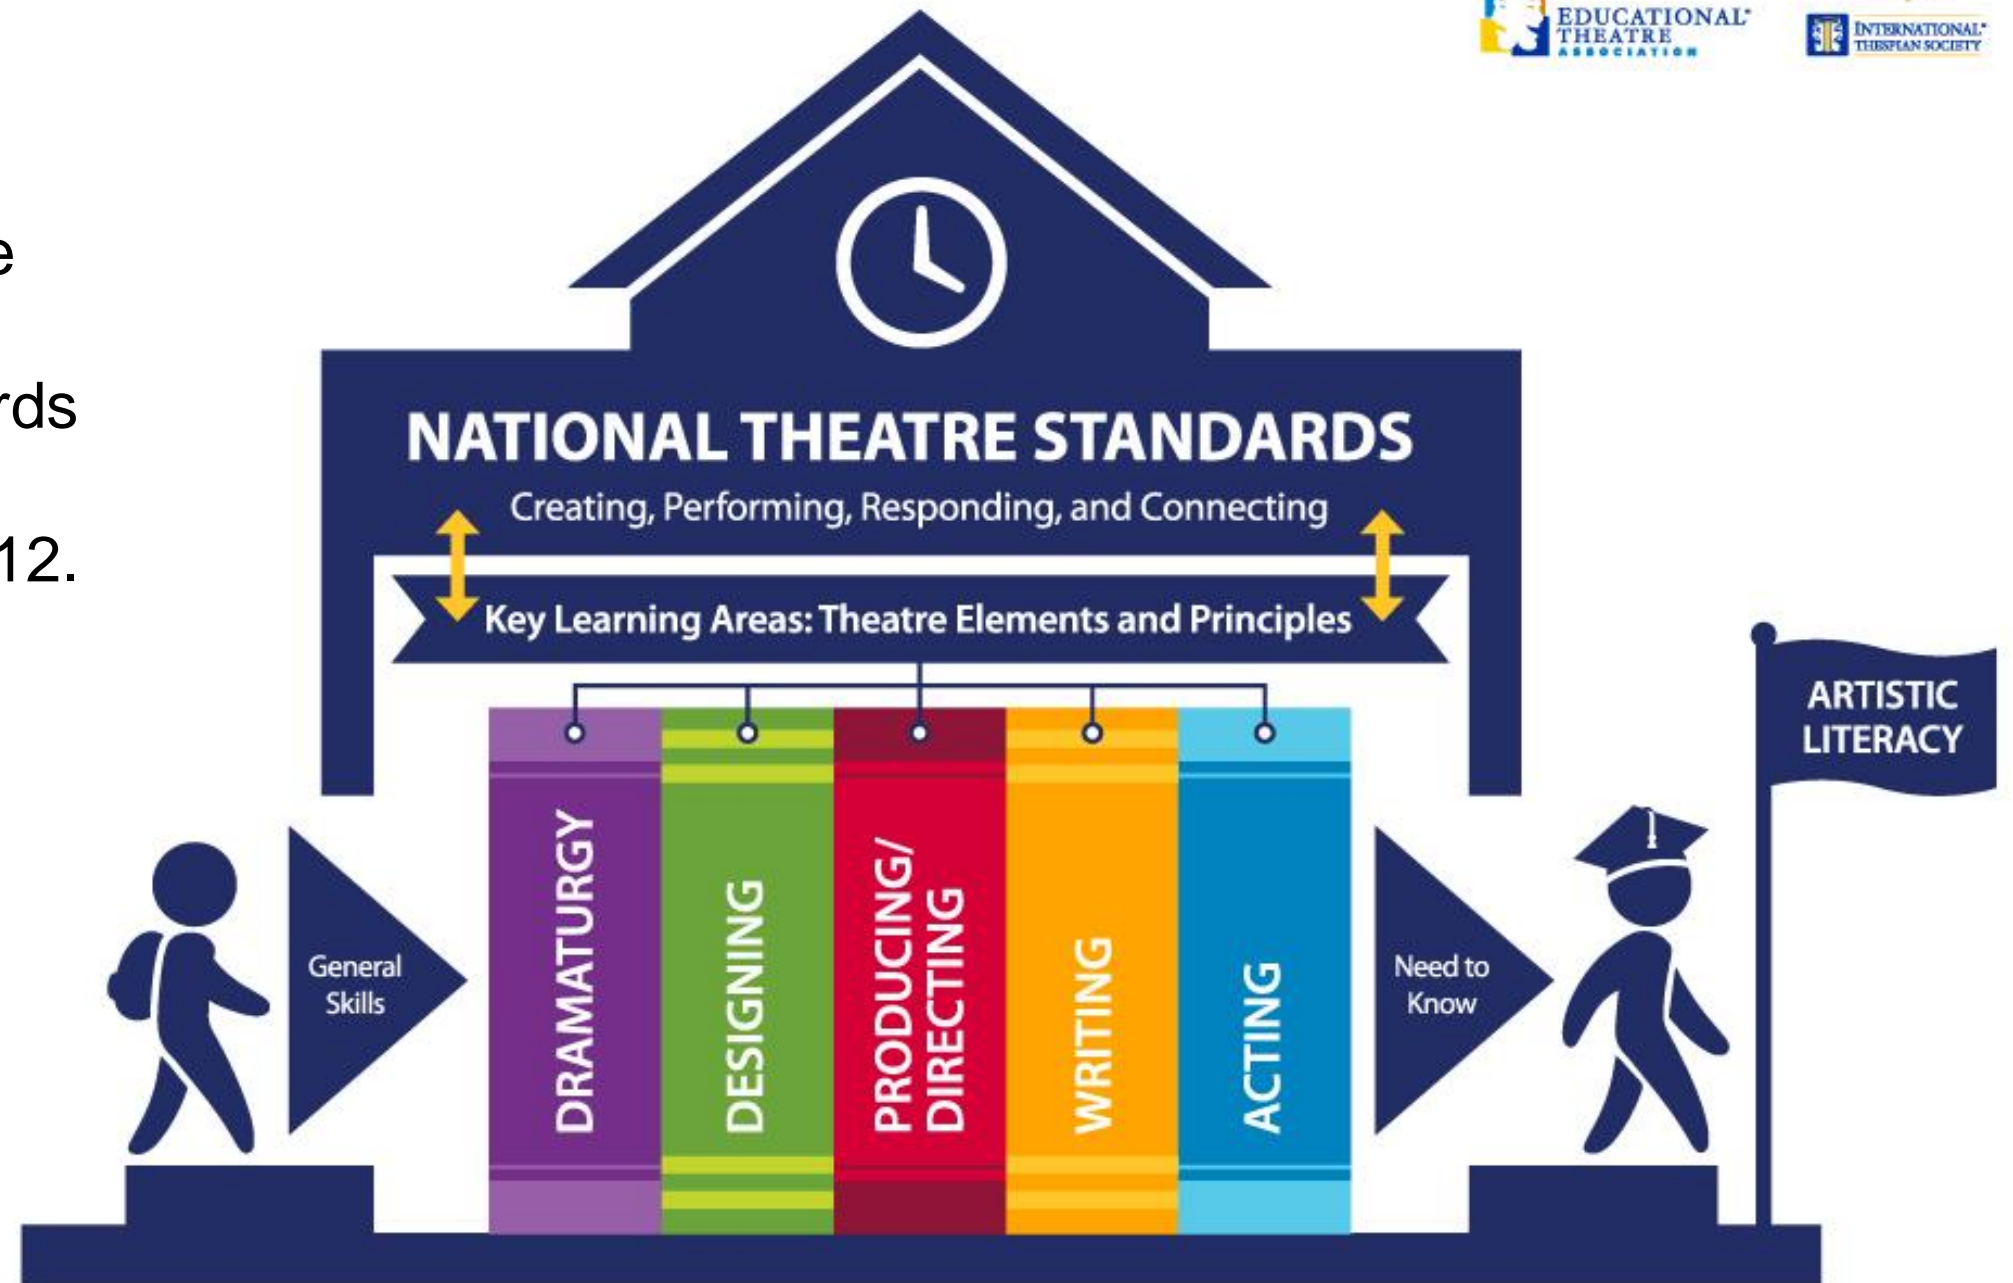 EDUCATIONAL
THEATRE
ASSOCIATION
INTERNATIONAL
THESPIAN SOCIETY
e
rds
12.
NATIONAL THEATRE STANDARDS
Creating, Performing, Responding, and Connecting
Key Learning Areas: Theatre Elements and Principles
ARTISTIC
LITERACY
General
Skills
DRAMATURGY
DESIGNING
PRODUCING/
DIRECTING
WRITING
ACTING
Need to
Know